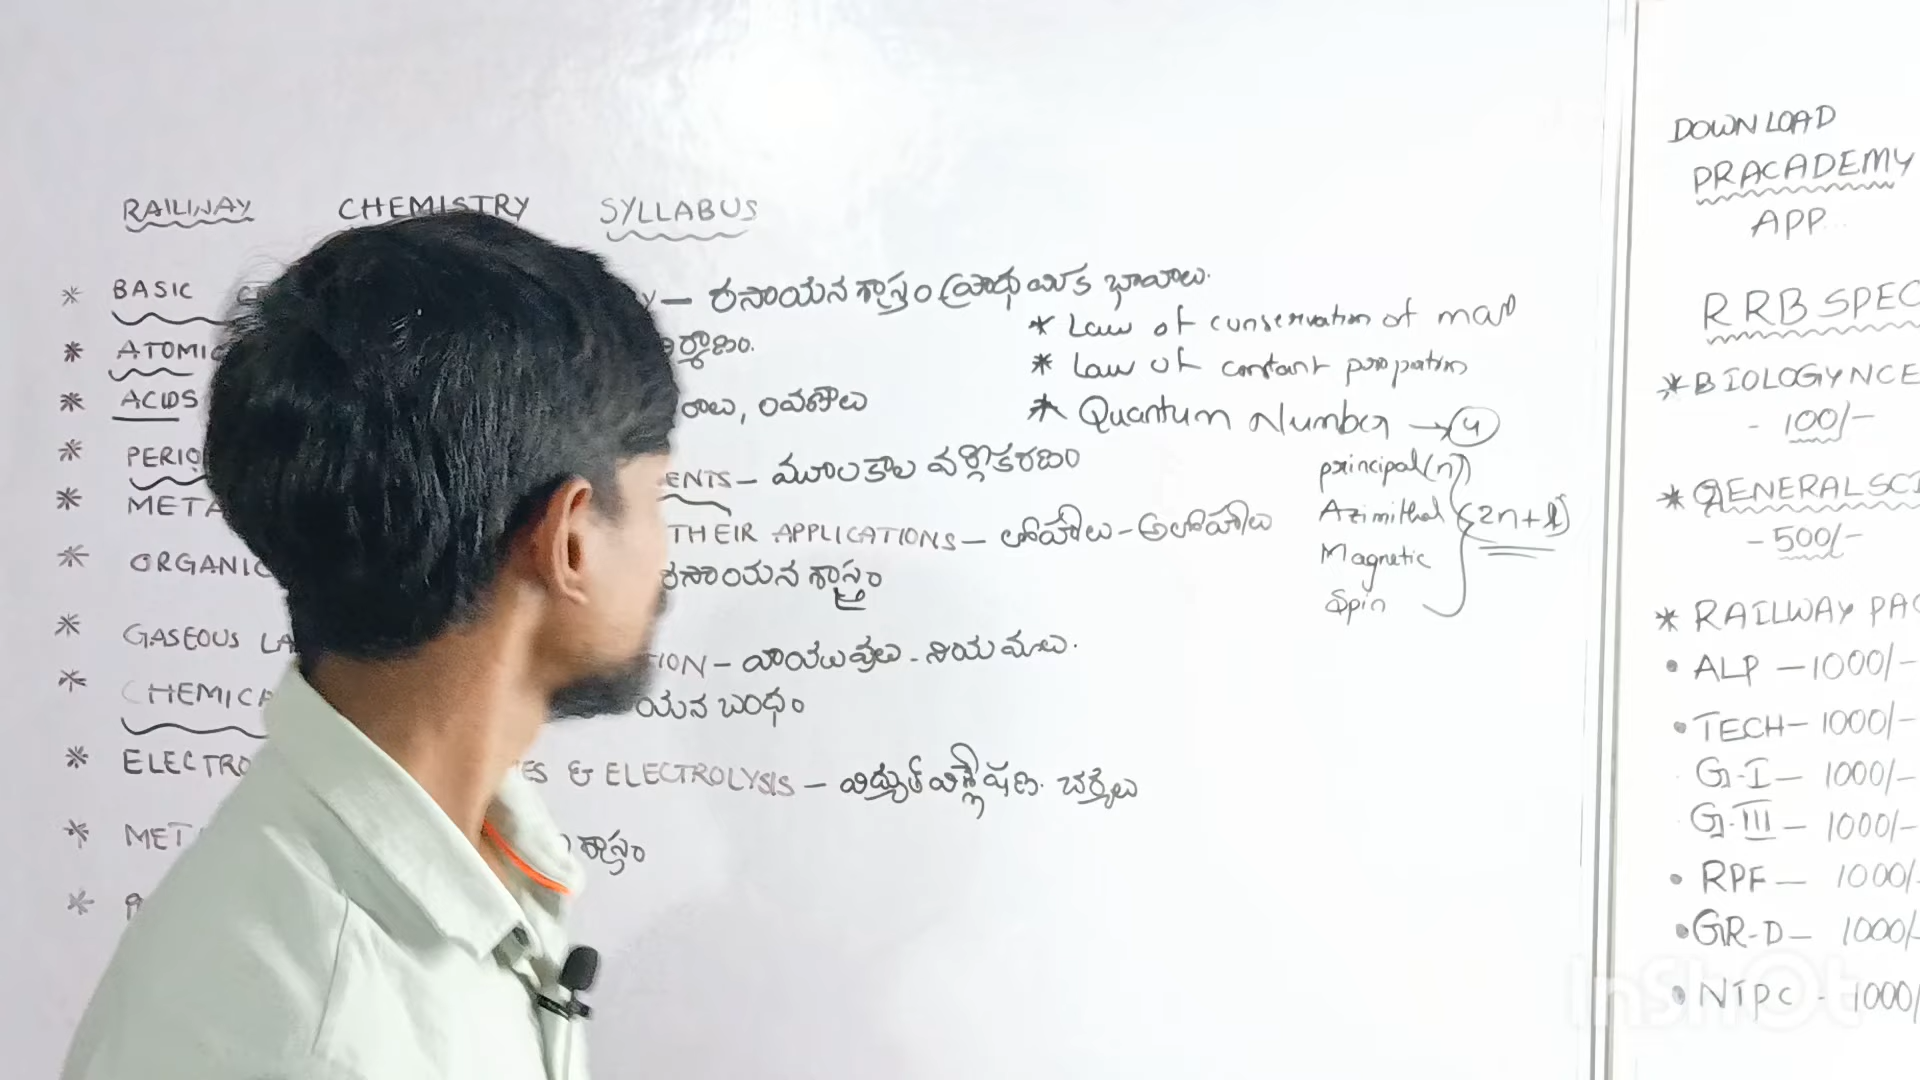 RAILWAY CHEMISTRY SYLLABUS
* BASIC — రసాయన శాస్త్రం ప్రాథమిక భావాలు.
* ATOMIC
* ACIDS లవణాలు
* PERIO ENTS – మూలకాల వర్గీకరణం
* META THEIR APPLICATIONS – లోహాలు - అలోహాలు
* ORGANIC రసాయన శాస్త్రం
* GASEOUS LA TION – వాయువులు - నియమాలు.
* CHEMICA యన బంధం
* ELECTRO ES & ELECTROLYSIS – విద్యుత్ విశ్లేషణ. చర్యలు
* META శాస్త్రం
*
* Law of conservation of mass
* Law of constant proportion
* Quantum Number → 4
principal(n)
Azimithal (2n+l)
Magnetic
Spin
DOWNLOAD
PRACADEMY
APP...
RRB SPEC
* BIOLOGY NCE
- 100/-
* GENERAL SCI
- 500/-
* RAILWAY PAC
• ALP – 1000/-
• TECH – 1000/-
G-I – 1000/-
G-III – 1000/-
• RPF – 1000/-
• GR-D – 1000/-
• NTPC - 1000/
InShOt